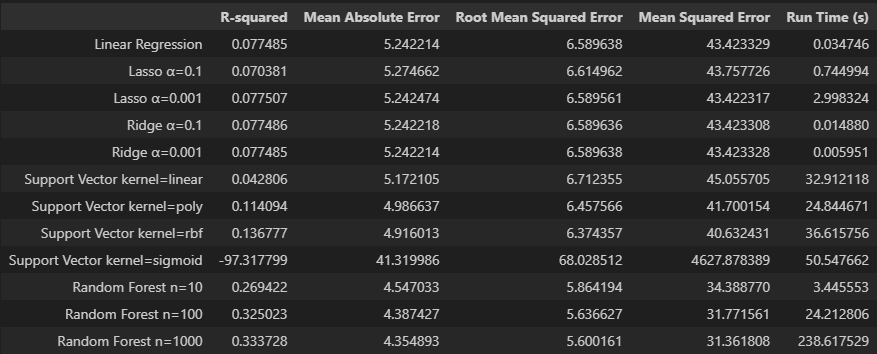 R-squared Mean Absolute Error Root Mean Squared Error Mean Squared Error Run Time (s)
Linear Regression 0.077485 5.242214 6.589638 43.423329 0.034746
Lasso α=0.1 0.070381 5.274662 6.614962 43.757726 0.744994
Lasso α=0.001 0.077507 5.242474 6.589561 43.422317 2.998324
Ridge α=0.1 0.077486 5.242218 6.589636 43.423308 0.014880
Ridge α=0.001 0.077485 5.242214 6.589638 43.423328 0.005951
Support Vector kernel=linear 0.042806 5.172105 6.712355 45.055705 32.912118
Support Vector kernel=poly 0.114094 4.986637 6.457566 41.700154 24.844671
Support Vector kernel=rbf 0.136777 4.916013 6.374357 40.632431 36.615756
Support Vector kernel=sigmoid -97.317799 41.319986 68.028512 4627.878389 50.547662
Random Forest n=10 0.269422 4.547033 5.864194 34.388770 3.445553
Random Forest n=100 0.325023 4.387427 5.636627 31.771561 24.212806
Random Forest n=1000 0.333728 4.354893 5.600161 31.361808 238.617529